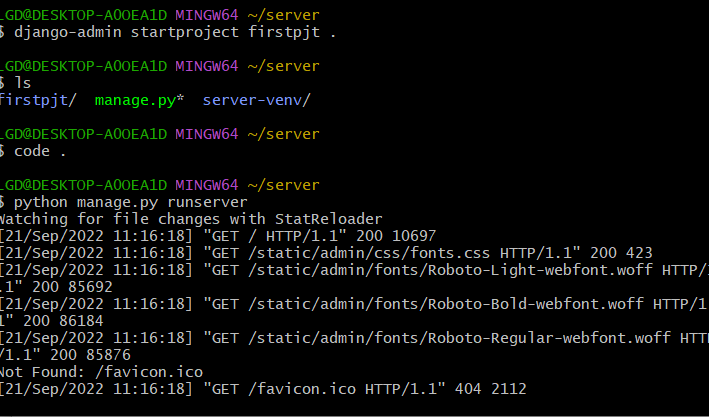 LGD@DESKTOP-A0OEA1D MINGW64 ~/server
$ django-admin startproject firstpjt .
LGD@DESKTOP-A0OEA1D MINGW64 ~/server
$ ls
firstpjt/  manage.py*  server-venv/
LGD@DESKTOP-A0OEA1D MINGW64 ~/server
$ code .
LGD@DESKTOP-A0OEA1D MINGW64 ~/server
$ python manage.py runserver
Watching for file changes with StatReloader
[21/Sep/2022 11:16:18] "GET / HTTP/1.1" 200 10697
[21/Sep/2022 11:16:18] "GET /static/admin/css/fonts.css HTTP/1.1" 200 423
[21/Sep/2022 11:16:18] "GET /static/admin/fonts/Roboto-Light-webfont.woff HTTP/1
.1" 200 85692
[21/Sep/2022 11:16:18] "GET /static/admin/fonts/Roboto-Bold-webfont.woff HTTP/1.
1" 200 86184
[21/Sep/2022 11:16:18] "GET /static/admin/fonts/Roboto-Regular-webfont.woff HTTP
/1.1" 200 85876
Not Found: /favicon.ico
[21/Sep/2022 11:16:18] "GET /favicon.ico HTTP/1.1" 404 2112